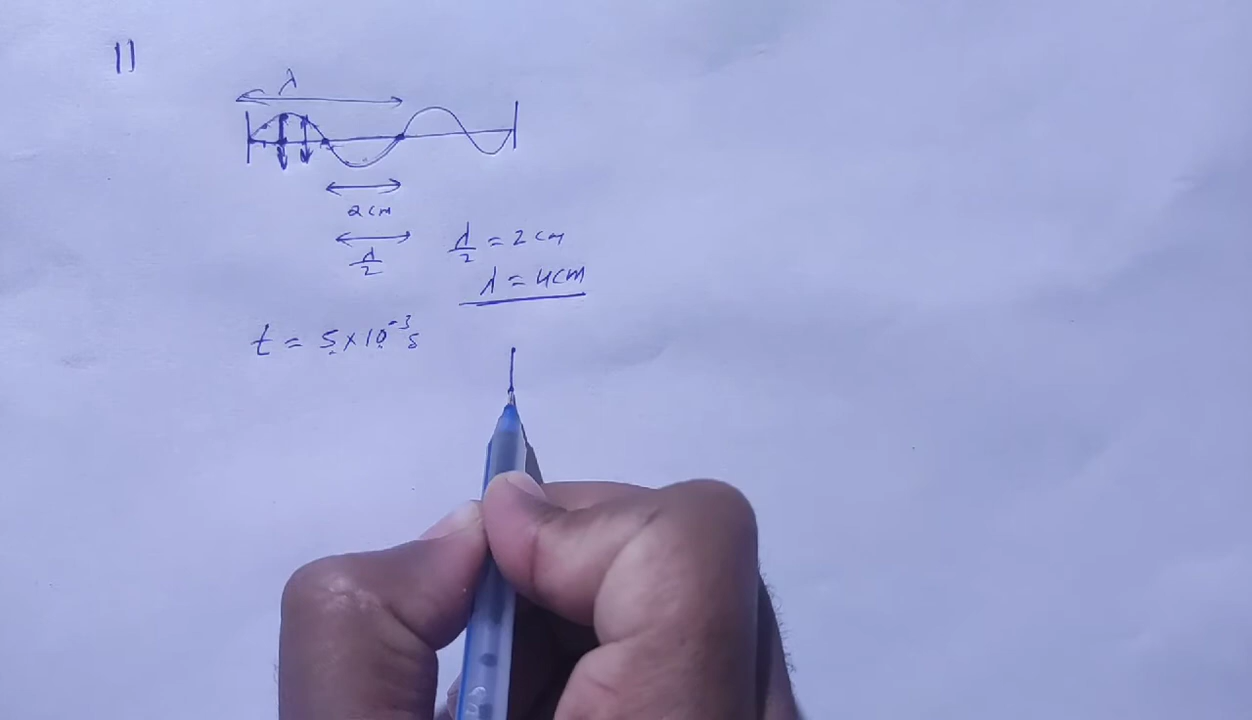 11
λ
2cm
λ/2
λ/2 = 2cm
λ = 4cm
t = 5×10⁻³s